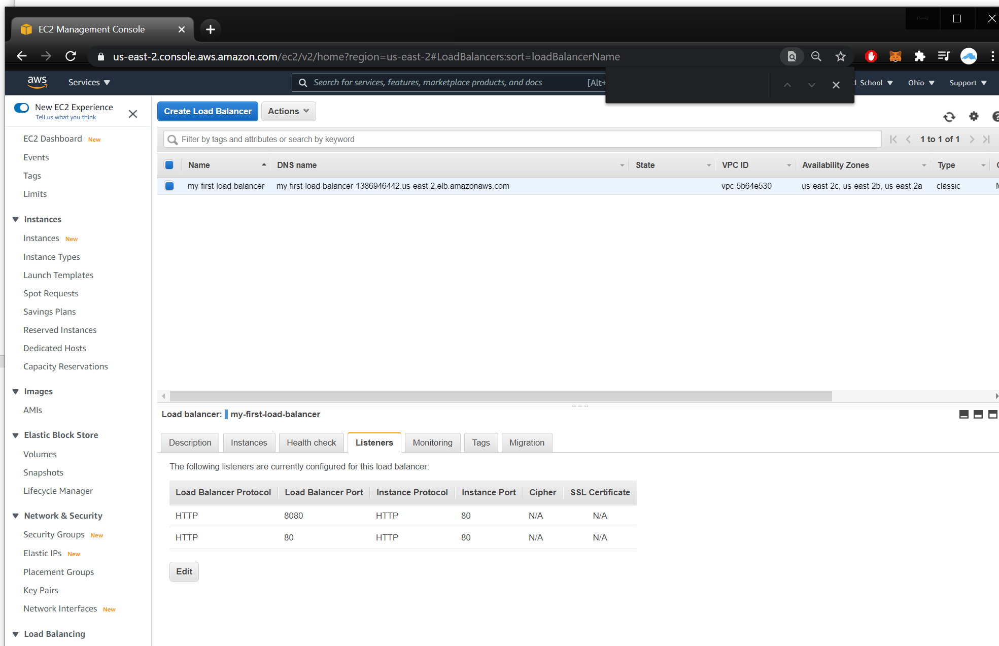 EC2 Management Console
us-east-2.console.aws.amazon.com/ec2/v2/home?region=us-east-2#LoadBalancers:sort=loadBalancerName
aws Services Search for services, features, marketplace products, and docs [Alt+ _School Ohio Support
New EC2 Experience
Tell us what you think
EC2 Dashboard New
Events
Tags
Limits
Instances
Instances New
Instance Types
Launch Templates
Spot Requests
Savings Plans
Reserved Instances
Dedicated Hosts
Capacity Reservations
Images
AMIs
Elastic Block Store
Volumes
Snapshots
Lifecycle Manager
Network & Security
Security Groups New
Elastic IPs New
Placement Groups
Key Pairs
Network Interfaces New
Load Balancing
Create Load Balancer Actions
Filter by tags and attributes or search by keyword 1 to 1 of 1
Name DNS name State VPC ID Availability Zones Type
my-first-load-balancer my-first-load-balancer-1386946442.us-east-2.elb.amazonaws.com vpc-5b64e530 us-east-2c, us-east-2b, us-east-2a classic
Load balancer: my-first-load-balancer
Description Instances Health check Listeners Monitoring Tags Migration
The following listeners are currently configured for this load balancer:
Load Balancer Protocol Load Balancer Port Instance Protocol Instance Port Cipher SSL Certificate
HTTP 8080 HTTP 80 N/A N/A
HTTP 80 HTTP 80 N/A N/A
Edit